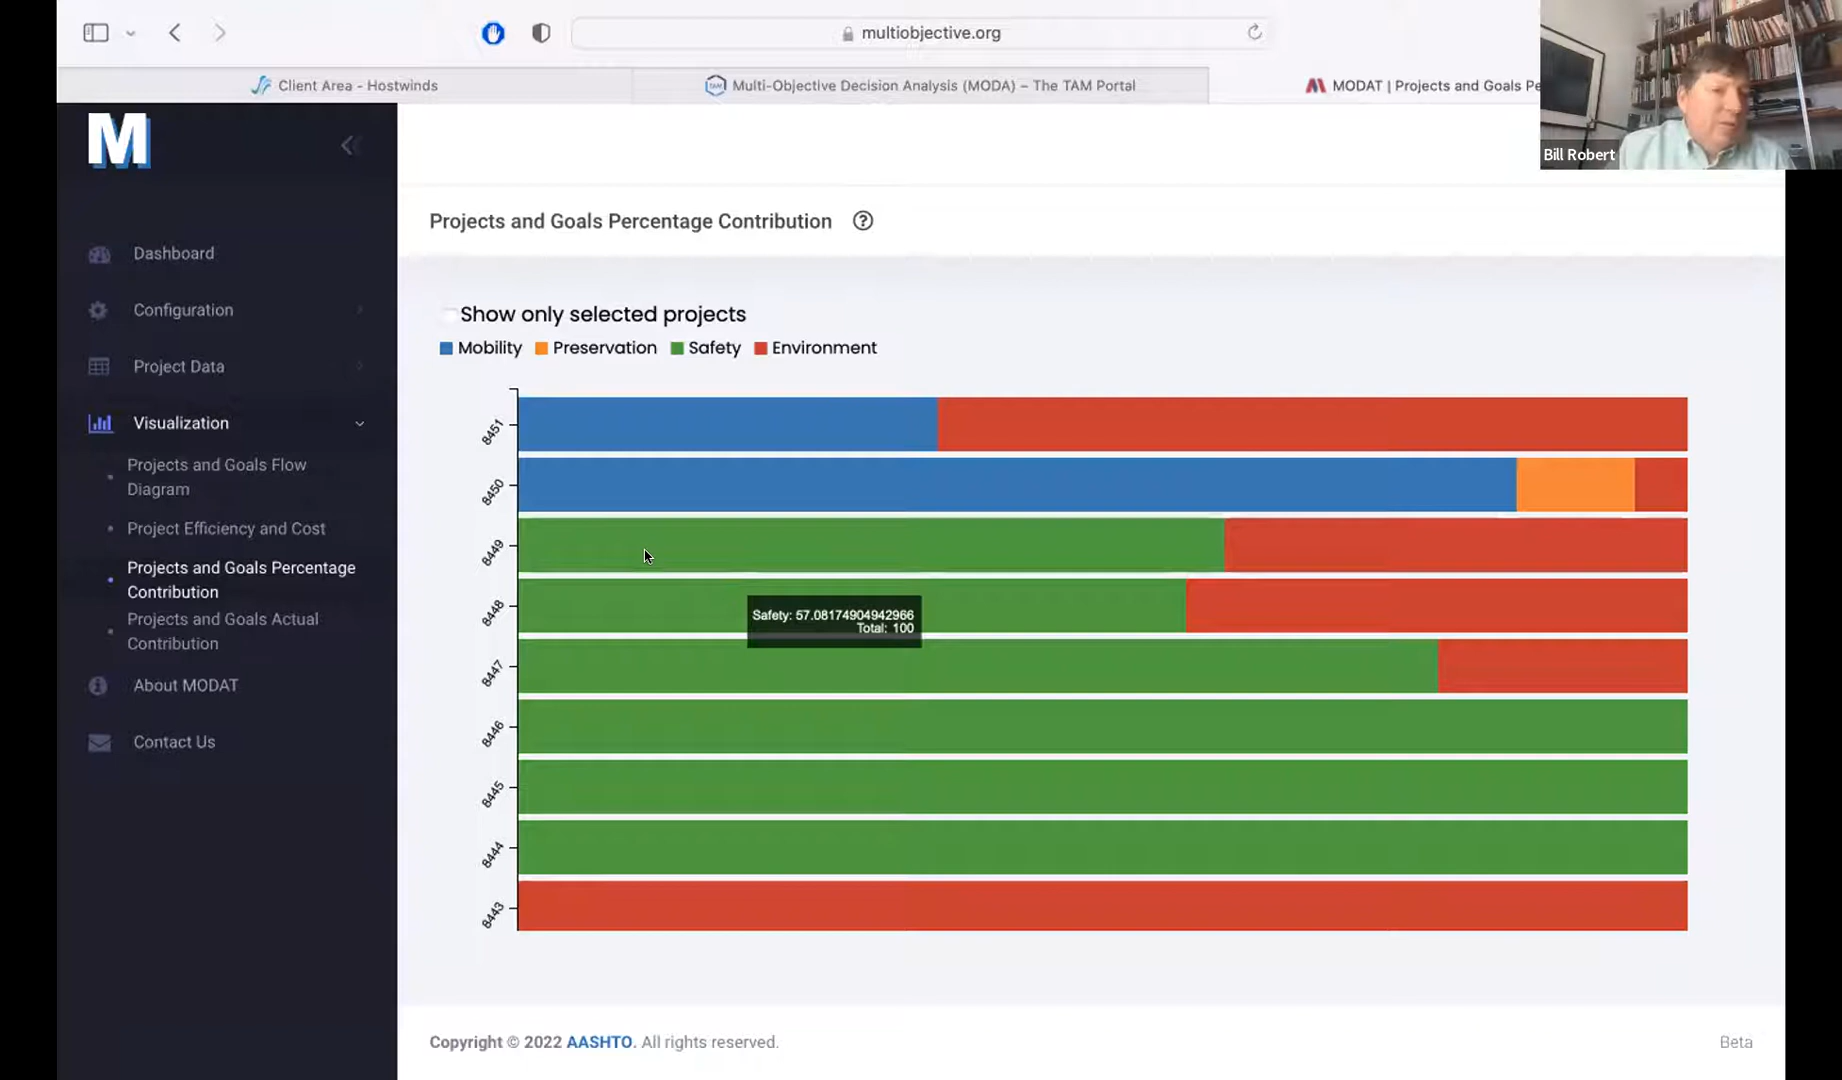 multiobjective.org
Client Area - Hostwinds
Multi-Objective Decision Analysis (MODA) – The TAM Portal
MODAT | Projects and Goals Pe
Bill Robert
M
Dashboard
Configuration
Project Data
Visualization
Projects and Goals Flow
Diagram
Project Efficiency and Cost
Projects and Goals Percentage
Contribution
Projects and Goals Actual
Contribution
About MODAT
Contact Us
Projects and Goals Percentage Contribution
Show only selected projects
Mobility Preservation Safety Environment
8451
8450
8449
8448
Safety: 57.08174904942966
Total: 100
8447
8446
8445
8444
8443
Copyright © 2022 AASHTO. All rights reserved.
Beta